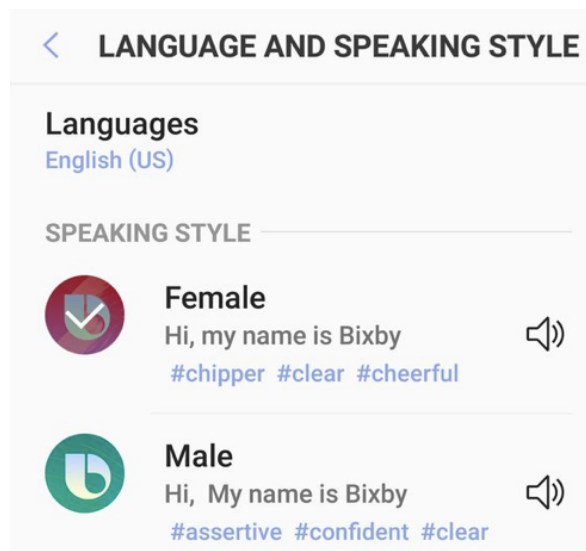 LANGUAGE AND SPEAKING STYLE
Languages
English (US)
SPEAKING STYLE
Female
Hi, my name is Bixby
#chipper #clear #cheerful
Male
Hi, My name is Bixby
#assertive #confident #clear